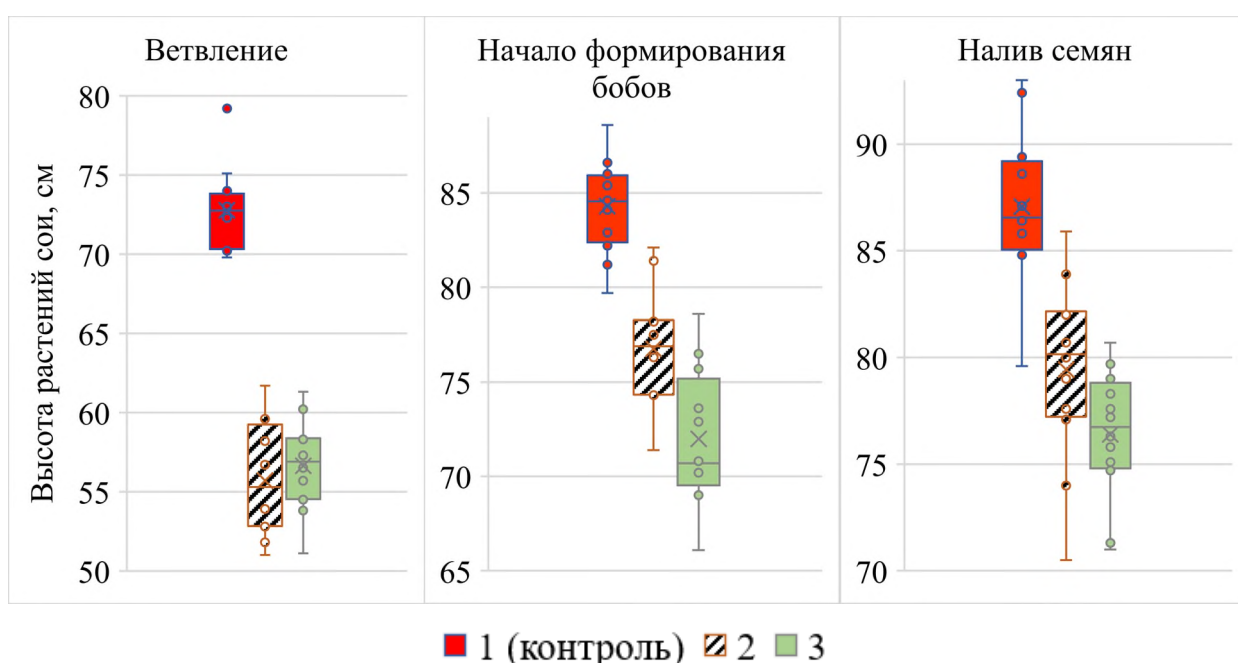 Ветвление
Начало формирования
бобов
Налив семян
Высота растений сои, см
80
75
70
65
60
55
50
85
80
75
70
65
90
85
80
75
70
1 (контроль) 2 3